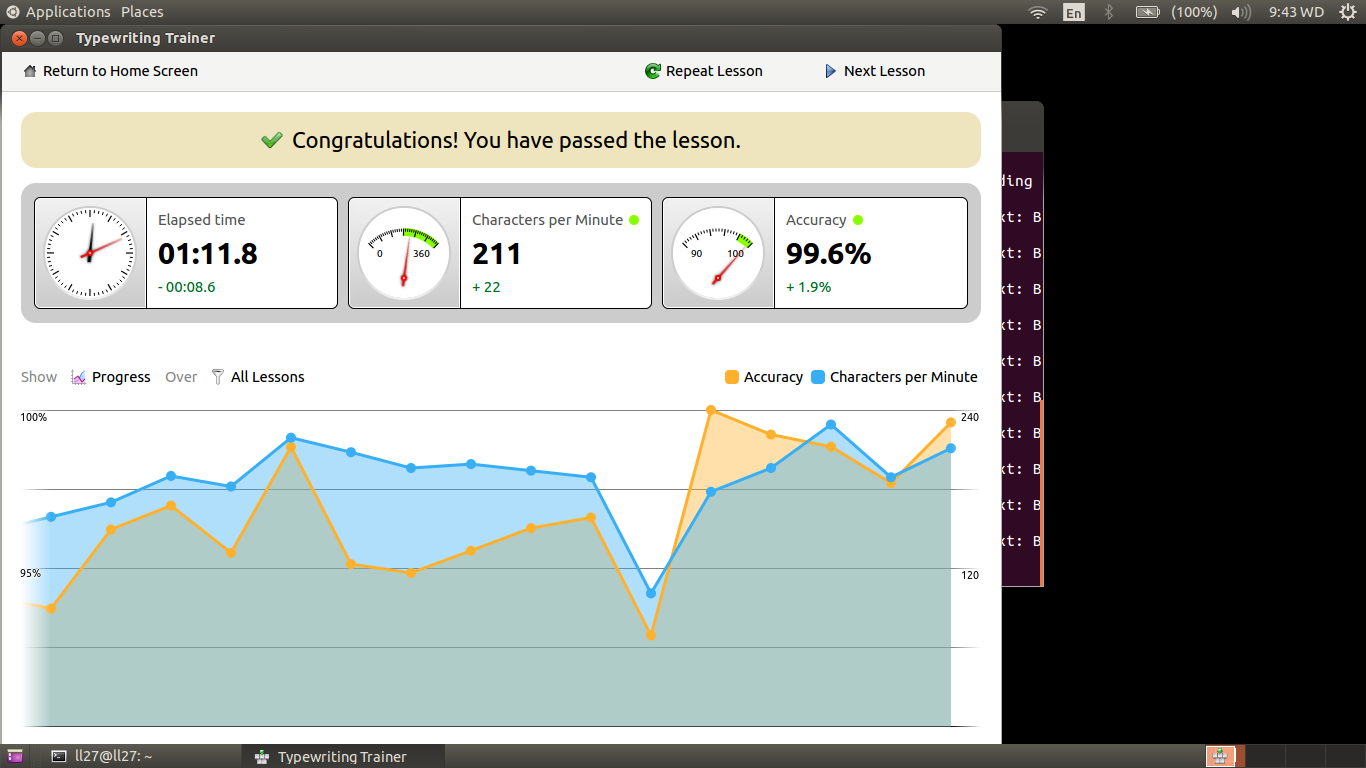 Applications Places En (100%) 9:43 WD
Typewriting Trainer
Return to Home Screen Repeat Lesson Next Lesson
Congratulations! You have passed the lesson.
Elapsed time Characters per Minute Accuracy
01:11.8 0 360 211 90 100 99.6%
- 00:08.6 + 22 + 1.9%
Show Progress Over All Lessons Accuracy Characters per Minute
100% 240
95% 120
ding
xt: B
xt: B
xt: B
xt: B
xt: B
xt: B
xt: B
xt: B
xt: B
xt: B
ll27@ll27: ~ Typewriting Trainer